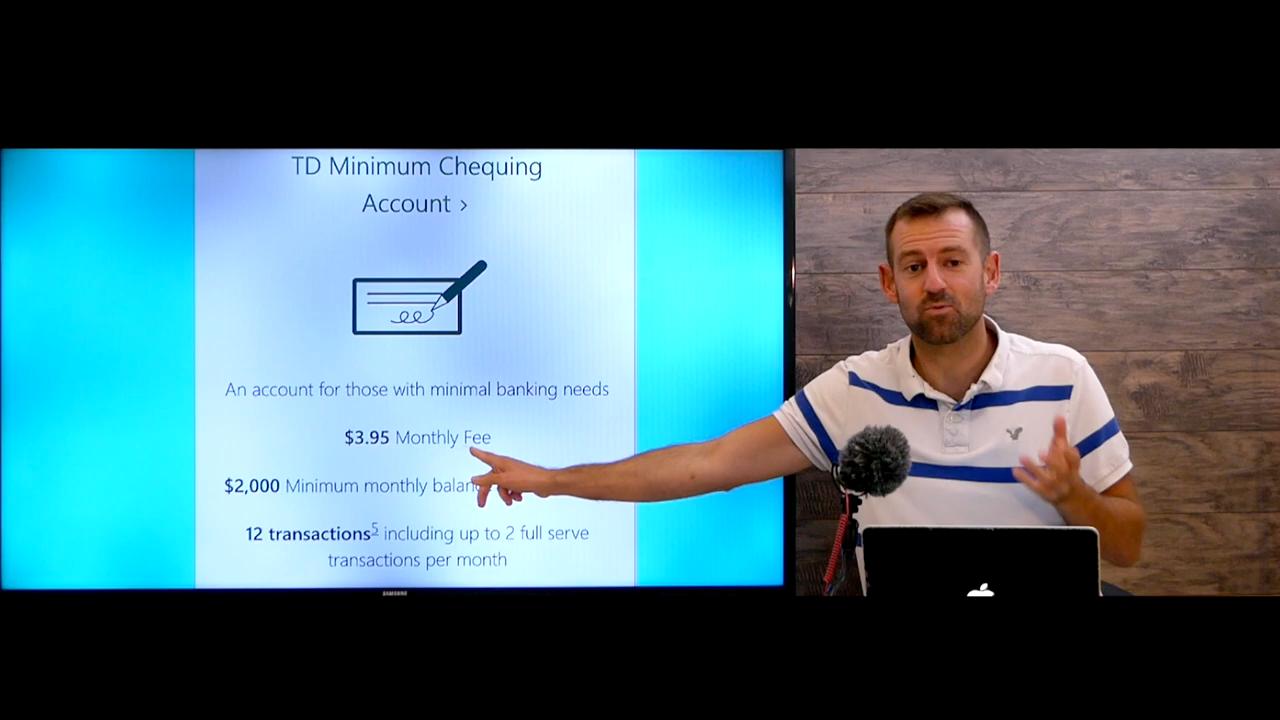 TD Minimum Chequing
Account >
An account for those with minimal banking needs
$3.95 Monthly Fee
$2,000 Minimum monthly
12 transactions5 including up to 2 full serve
transactions per month
SAMSUNG